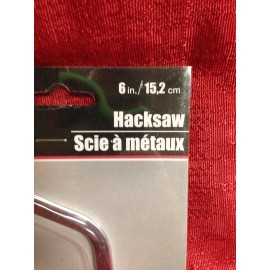 6 in./15,2 cm
Hacksaw
Scie à métaux